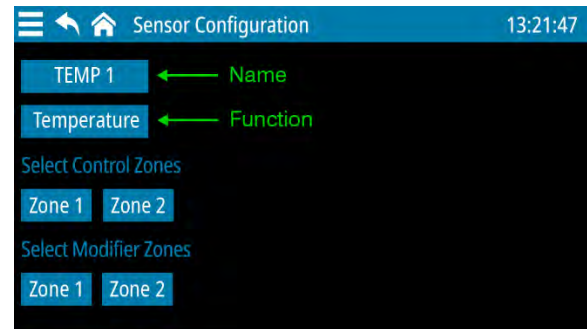 Sensor Configuration 13:21:47
TEMP 1 Name
Temperature Function
Select Control Zones
Zone 1 Zone 2
Select Modifier Zones
Zone 1 Zone 2